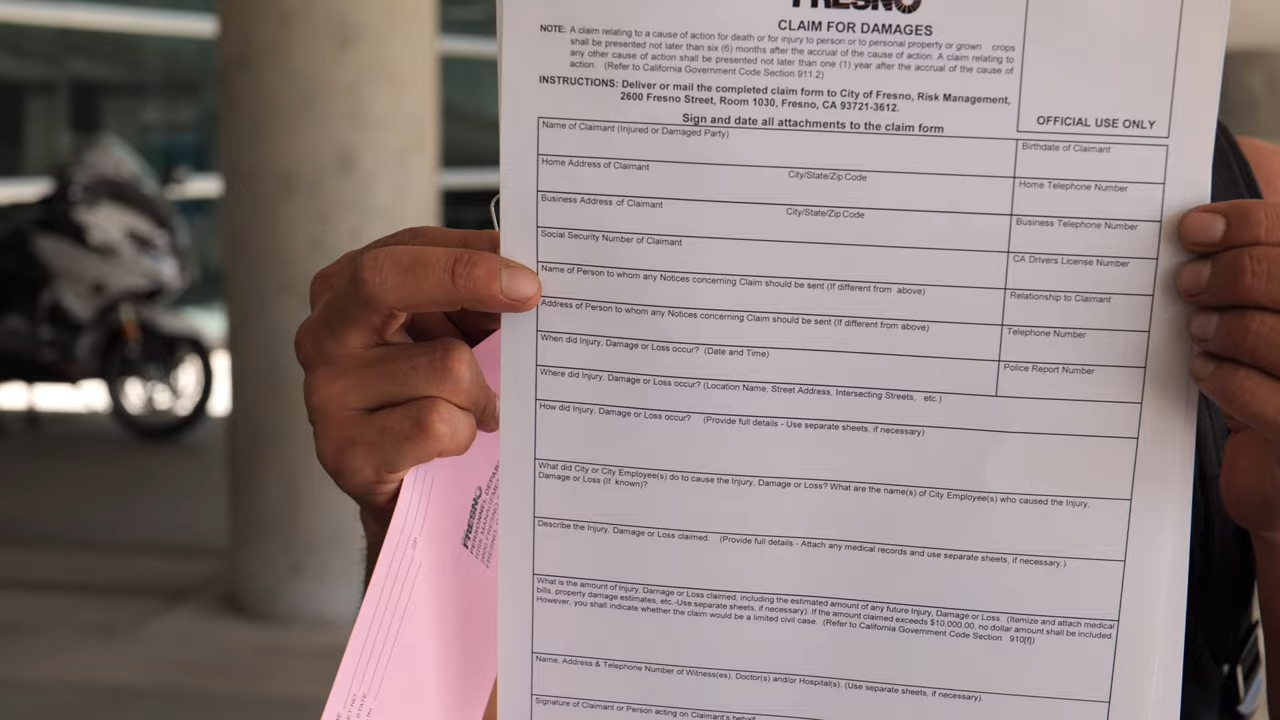 FRESNO
CLAIM FOR DAMAGES
NOTE: A claim relating to a cause of action for death or for injury to person or to personal property or grown crops
shall be presented not later than six (6) months after the accrual of the cause of action. A claim relating to
any other cause of action shall be presented not later than one (1) year after the accrual of the cause of
action. (Refer to California Government Code Section 911.2)
INSTRUCTIONS: Deliver or mail the completed claim form to City of Fresno, Risk Management,
2600 Fresno Street, Room 1030, Fresno, CA 93721-3612.
Sign and date all attachments to the claim form
OFFICIAL USE ONLY
Name of Claimant (Injured or Damaged Party)
Birthdate of Claimant
Home Address of Claimant City/State/Zip Code
Home Telephone Number
Business Address of Claimant City/State/Zip Code
Business Telephone Number
Social Security Number of Claimant
CA Drivers License Number
Name of Person to whom any Notices concerning Claim should be sent (If different from above)
Relationship to Claimant
Address of Person to whom any Notices concerning Claim should be sent (If different from above)
Telephone Number
When did Injury, Damage or Loss occur? (Date and Time)
Police Report Number
Where did Injury, Damage or Loss occur? (Location Name, Street Address, Intersecting Streets, etc.)
How did Injury, Damage or Loss occur? (Provide full details - Use separate sheets, if necessary)
What did City or City Employee(s) do to cause the Injury, Damage or Loss? What are the name(s) of City Employee(s) who caused the Injury,
Damage or Loss (If known)?
Describe the Injury, Damage or Loss claimed. (Provide full details - Attach any medical records and use separate sheets, if necessary.)
What is the amount of Injury, Damage or Loss claimed, including the estimated amount of any future Injury, Damage or Loss. (Itemize and attach medical
bills, property damage estimates, etc.-Use separate sheets, if necessary). If the amount claimed exceeds $10,000.00, no dollar amount shall be included.
However, you shall indicate whether the claim would be a limited civil case. (Refer to California Government Code Section 910[f])
Name, Address & Telephone Number of Witness(es), Doctor(s) and/or Hospital(s). (Use separate sheets, if necessary).
Signature of Claimant or Person acting on Claimant's behalf
FRESNO
PERSONNEL DEPAR
RISK MANAGEMEN
2600 FRESNO
FRESNO,
STATE